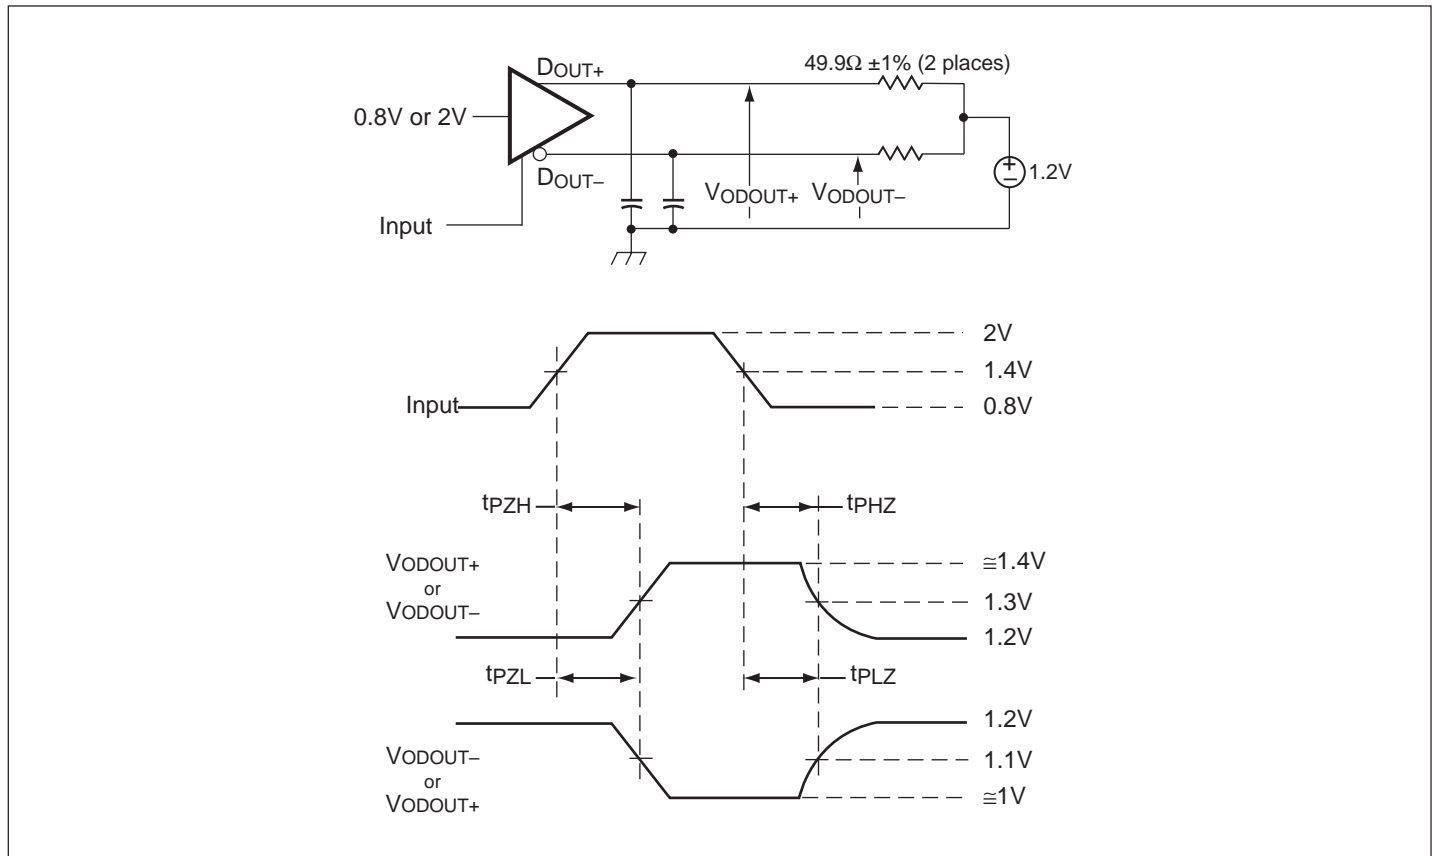 DOUT+
49.9Ω ±1% (2 places)
0.8V or 2V
DOUT–
+
–
1.2V
VODOUT+
VODOUT–
Input
2V
1.4V
Input
0.8V
tPZH
tPHZ
VODOUT+
or
VODOUT–
≅1.4V
1.3V
1.2V
tPZL
tPLZ
VODOUT–
or
VODOUT+
1.2V
1.1V
≅1V